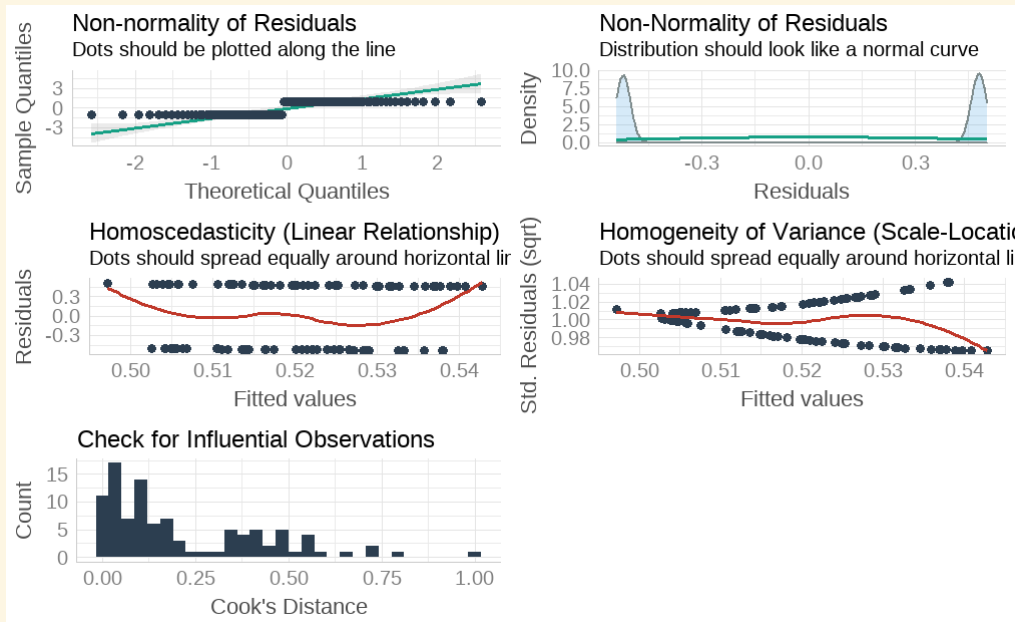 Non-normality of Residuals
Dots should be plotted along the line
Sample Quantiles
3
0
-3
-2
-1
0
1
2
Theoretical Quantiles
Non-Normality of Residuals
Distribution should look like a normal curve
Density
10.0
7.5
5.0
2.5
0.0
-0.3
0.0
0.3
Residuals
Homoscedasticity (Linear Relationship)
Dots should spread equally around horizontal lin
Residuals
0.3
0.0
-0.3
0.50
0.51
0.52
0.53
0.54
Fitted values
Homogeneity of Variance (Scale-Locatio
Dots should spread equally around horizontal li
Std. Residuals (sqrt)
1.04
1.02
1.00
0.98
0.50
0.51
0.52
0.53
0.54
Fitted values
Check for Influential Observations
Count
15
10
5
0
0.00
0.25
0.50
0.75
1.00
Cook's Distance